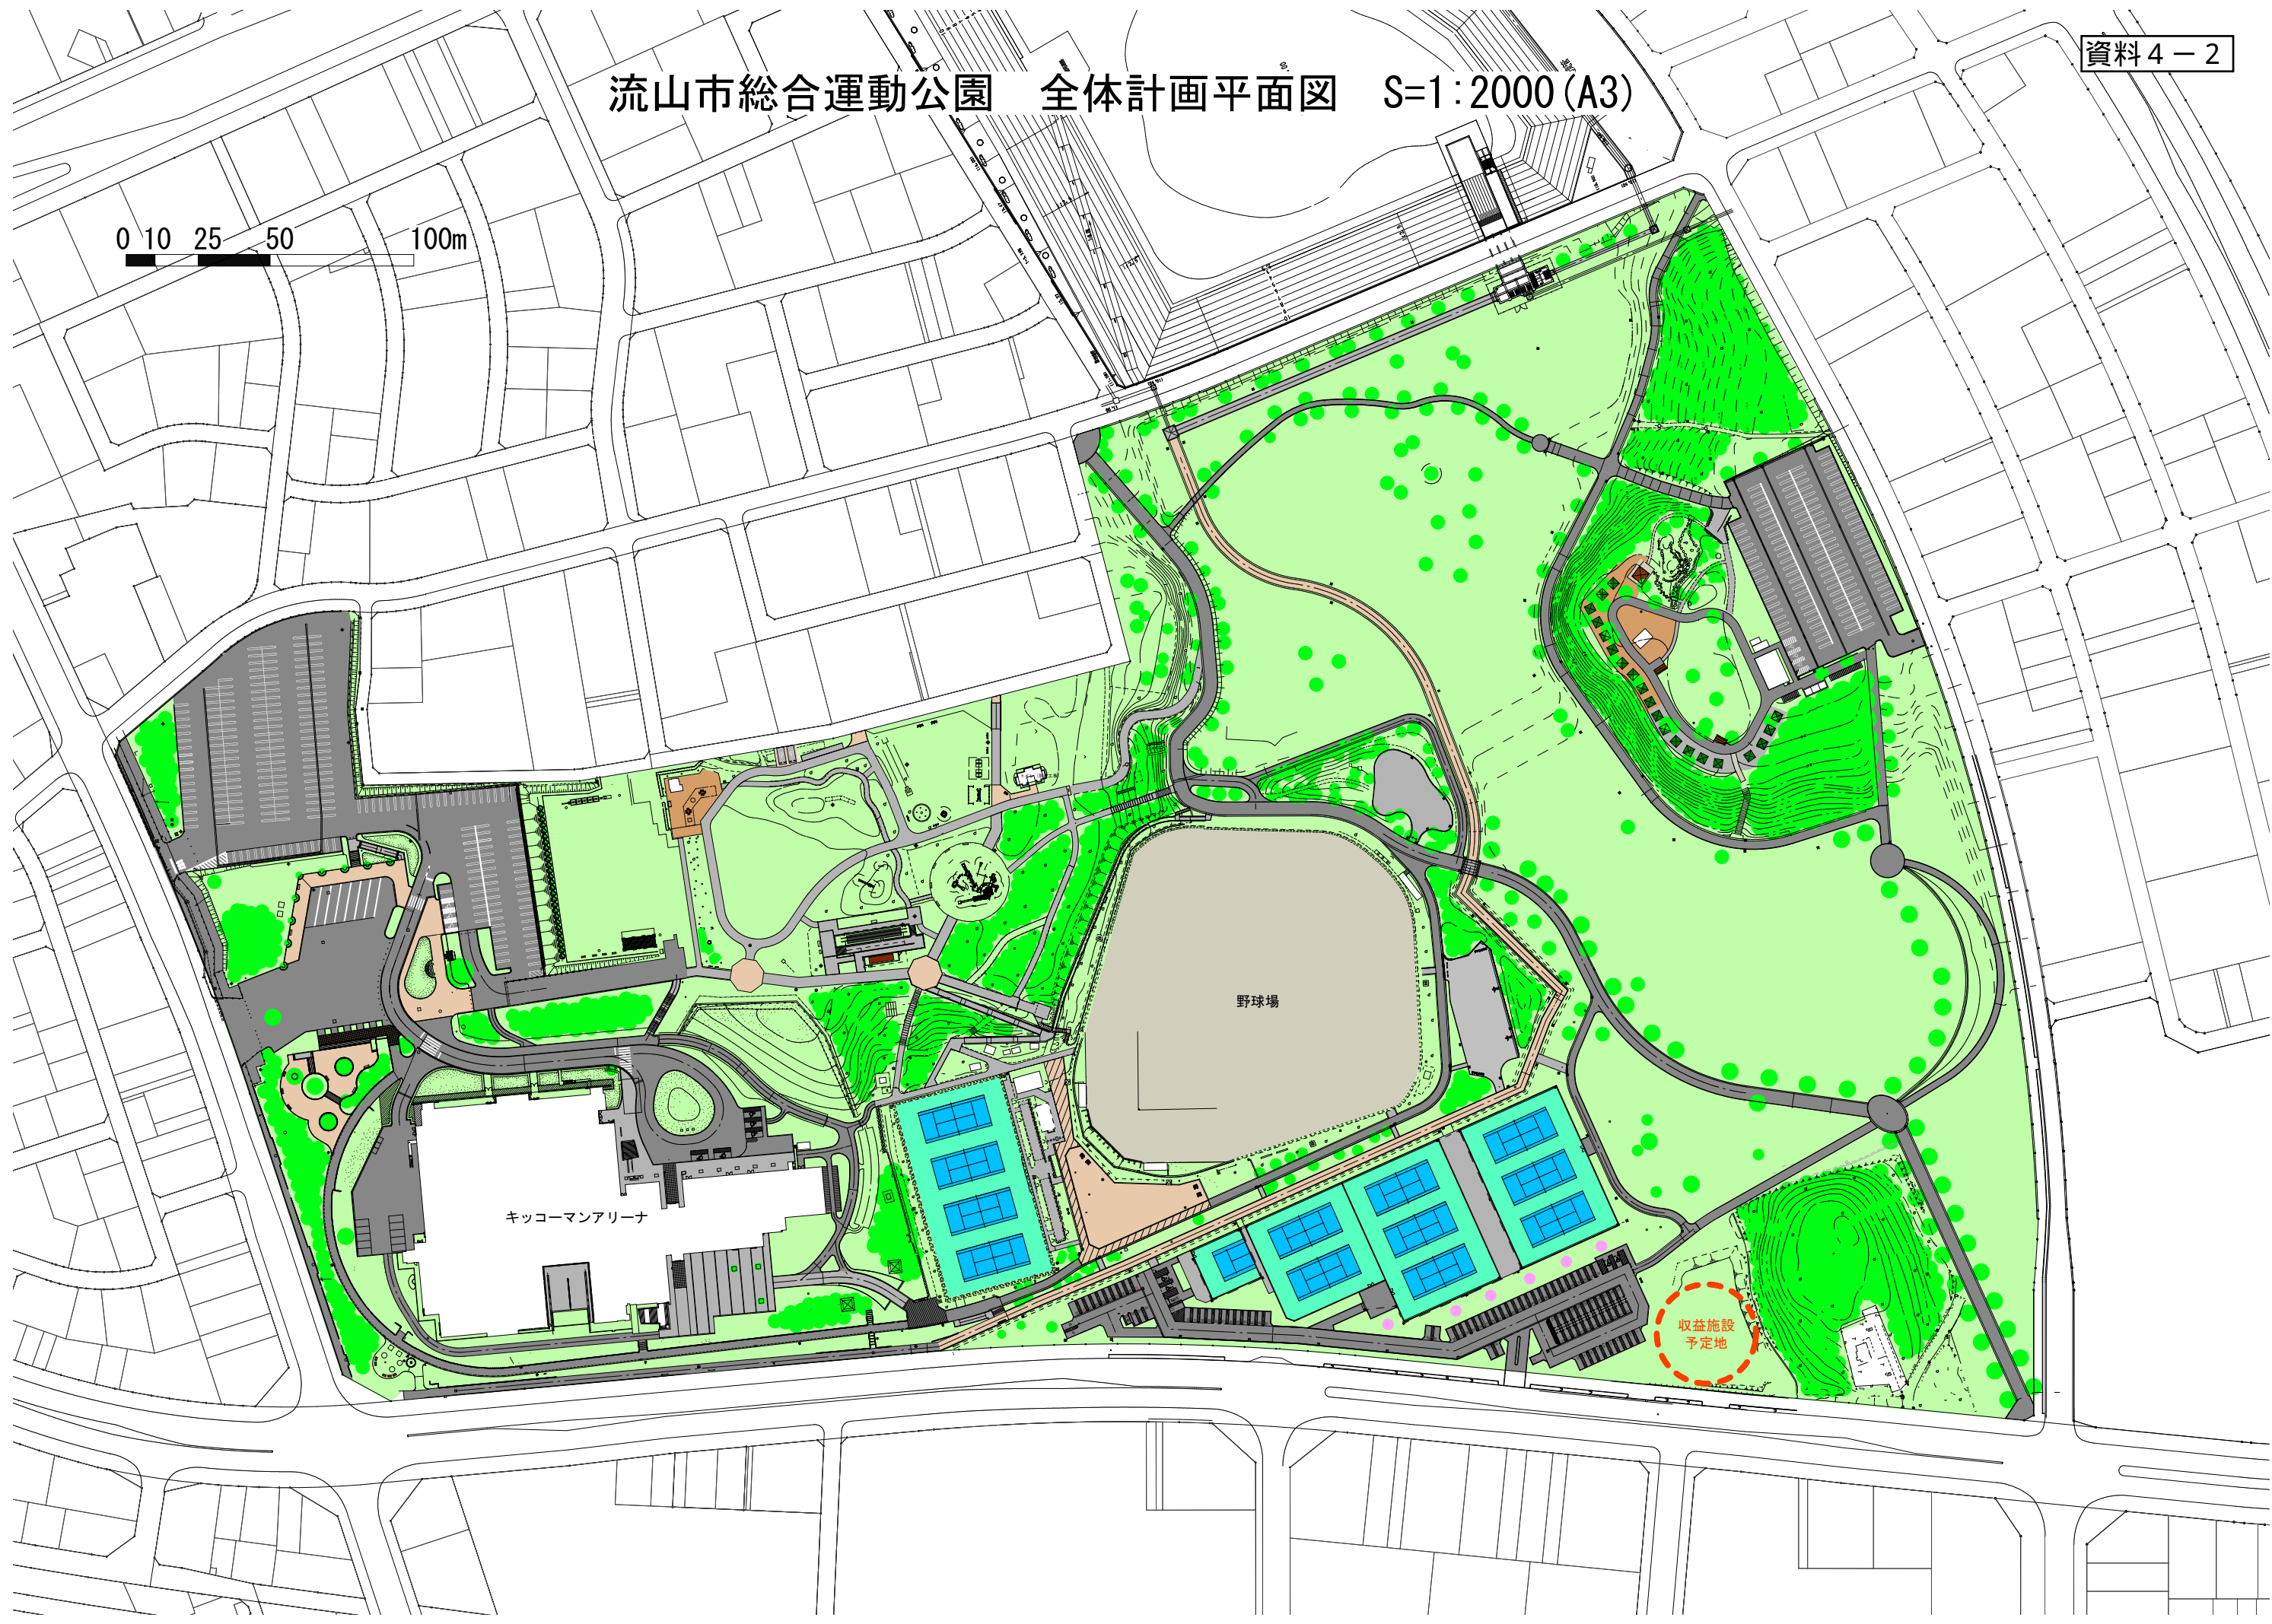 資料4-2
流山市総合運動公園　全体計画平面図　S=1:2000(A3)
0 10 25 50 100m
野球場
キッコーマンアリーナ
収益施設
予定地